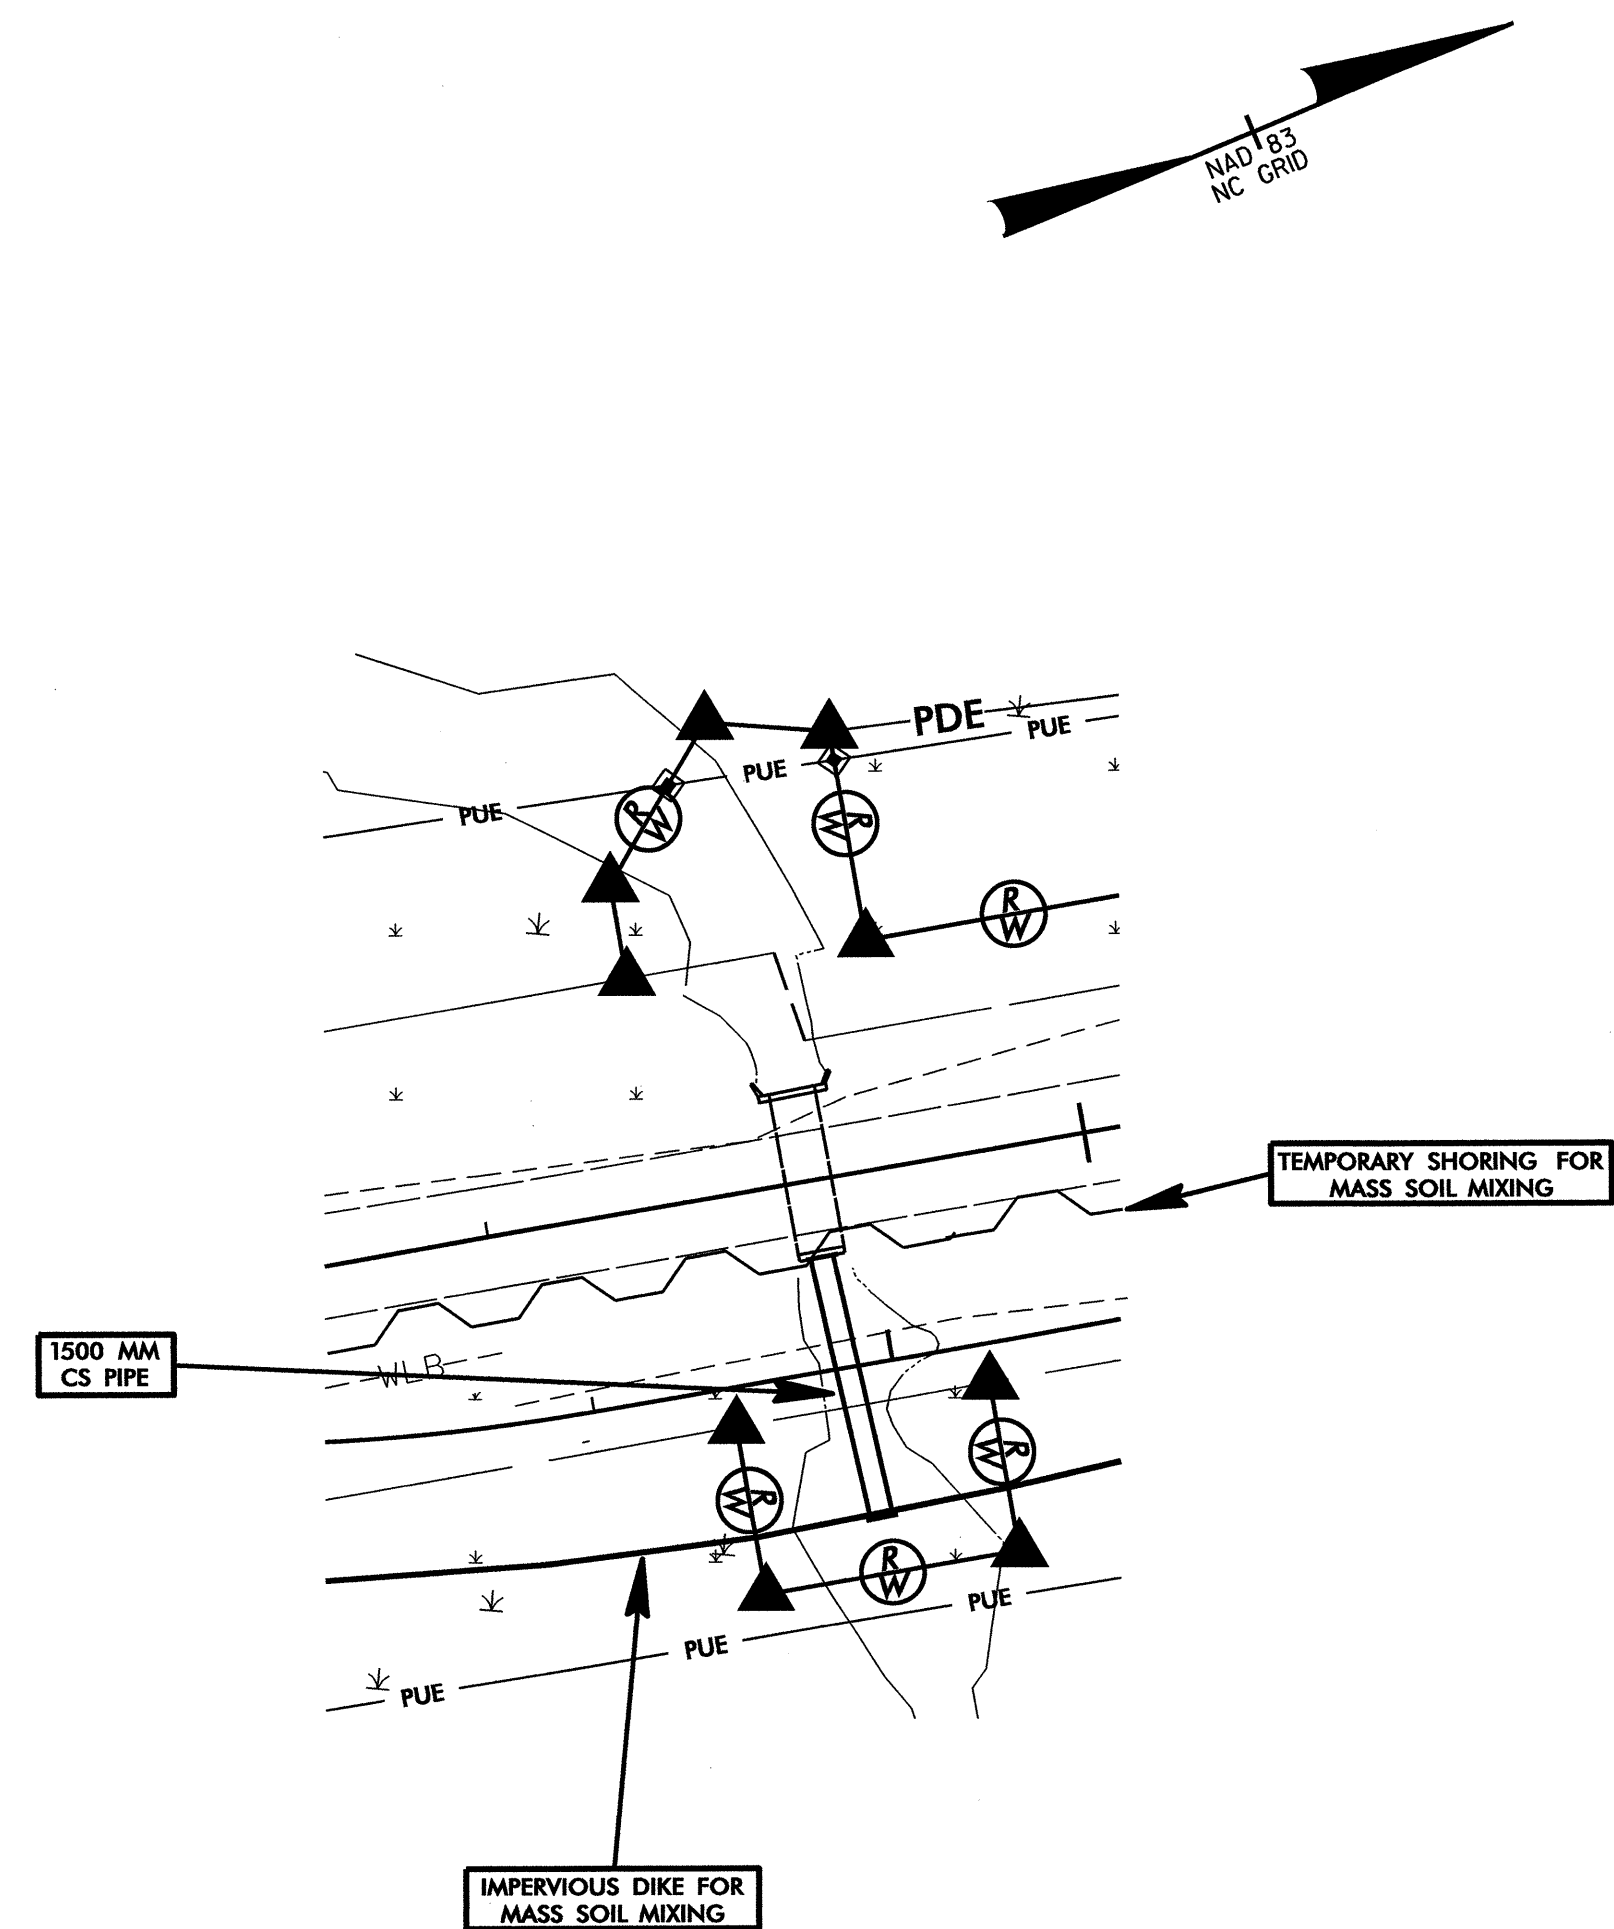 NAD 83
NC GRID
PDE
PUE
PUE
PUE
R
W
R
W
R
W
TEMPORARY SHORING FOR
MASS SOIL MIXING
1500 MM
CS PIPE
WLB
R
W
R
W
R
W
PUE
PUE
PUE
IMPERVIOUS DIKE FOR
MASS SOIL MIXING